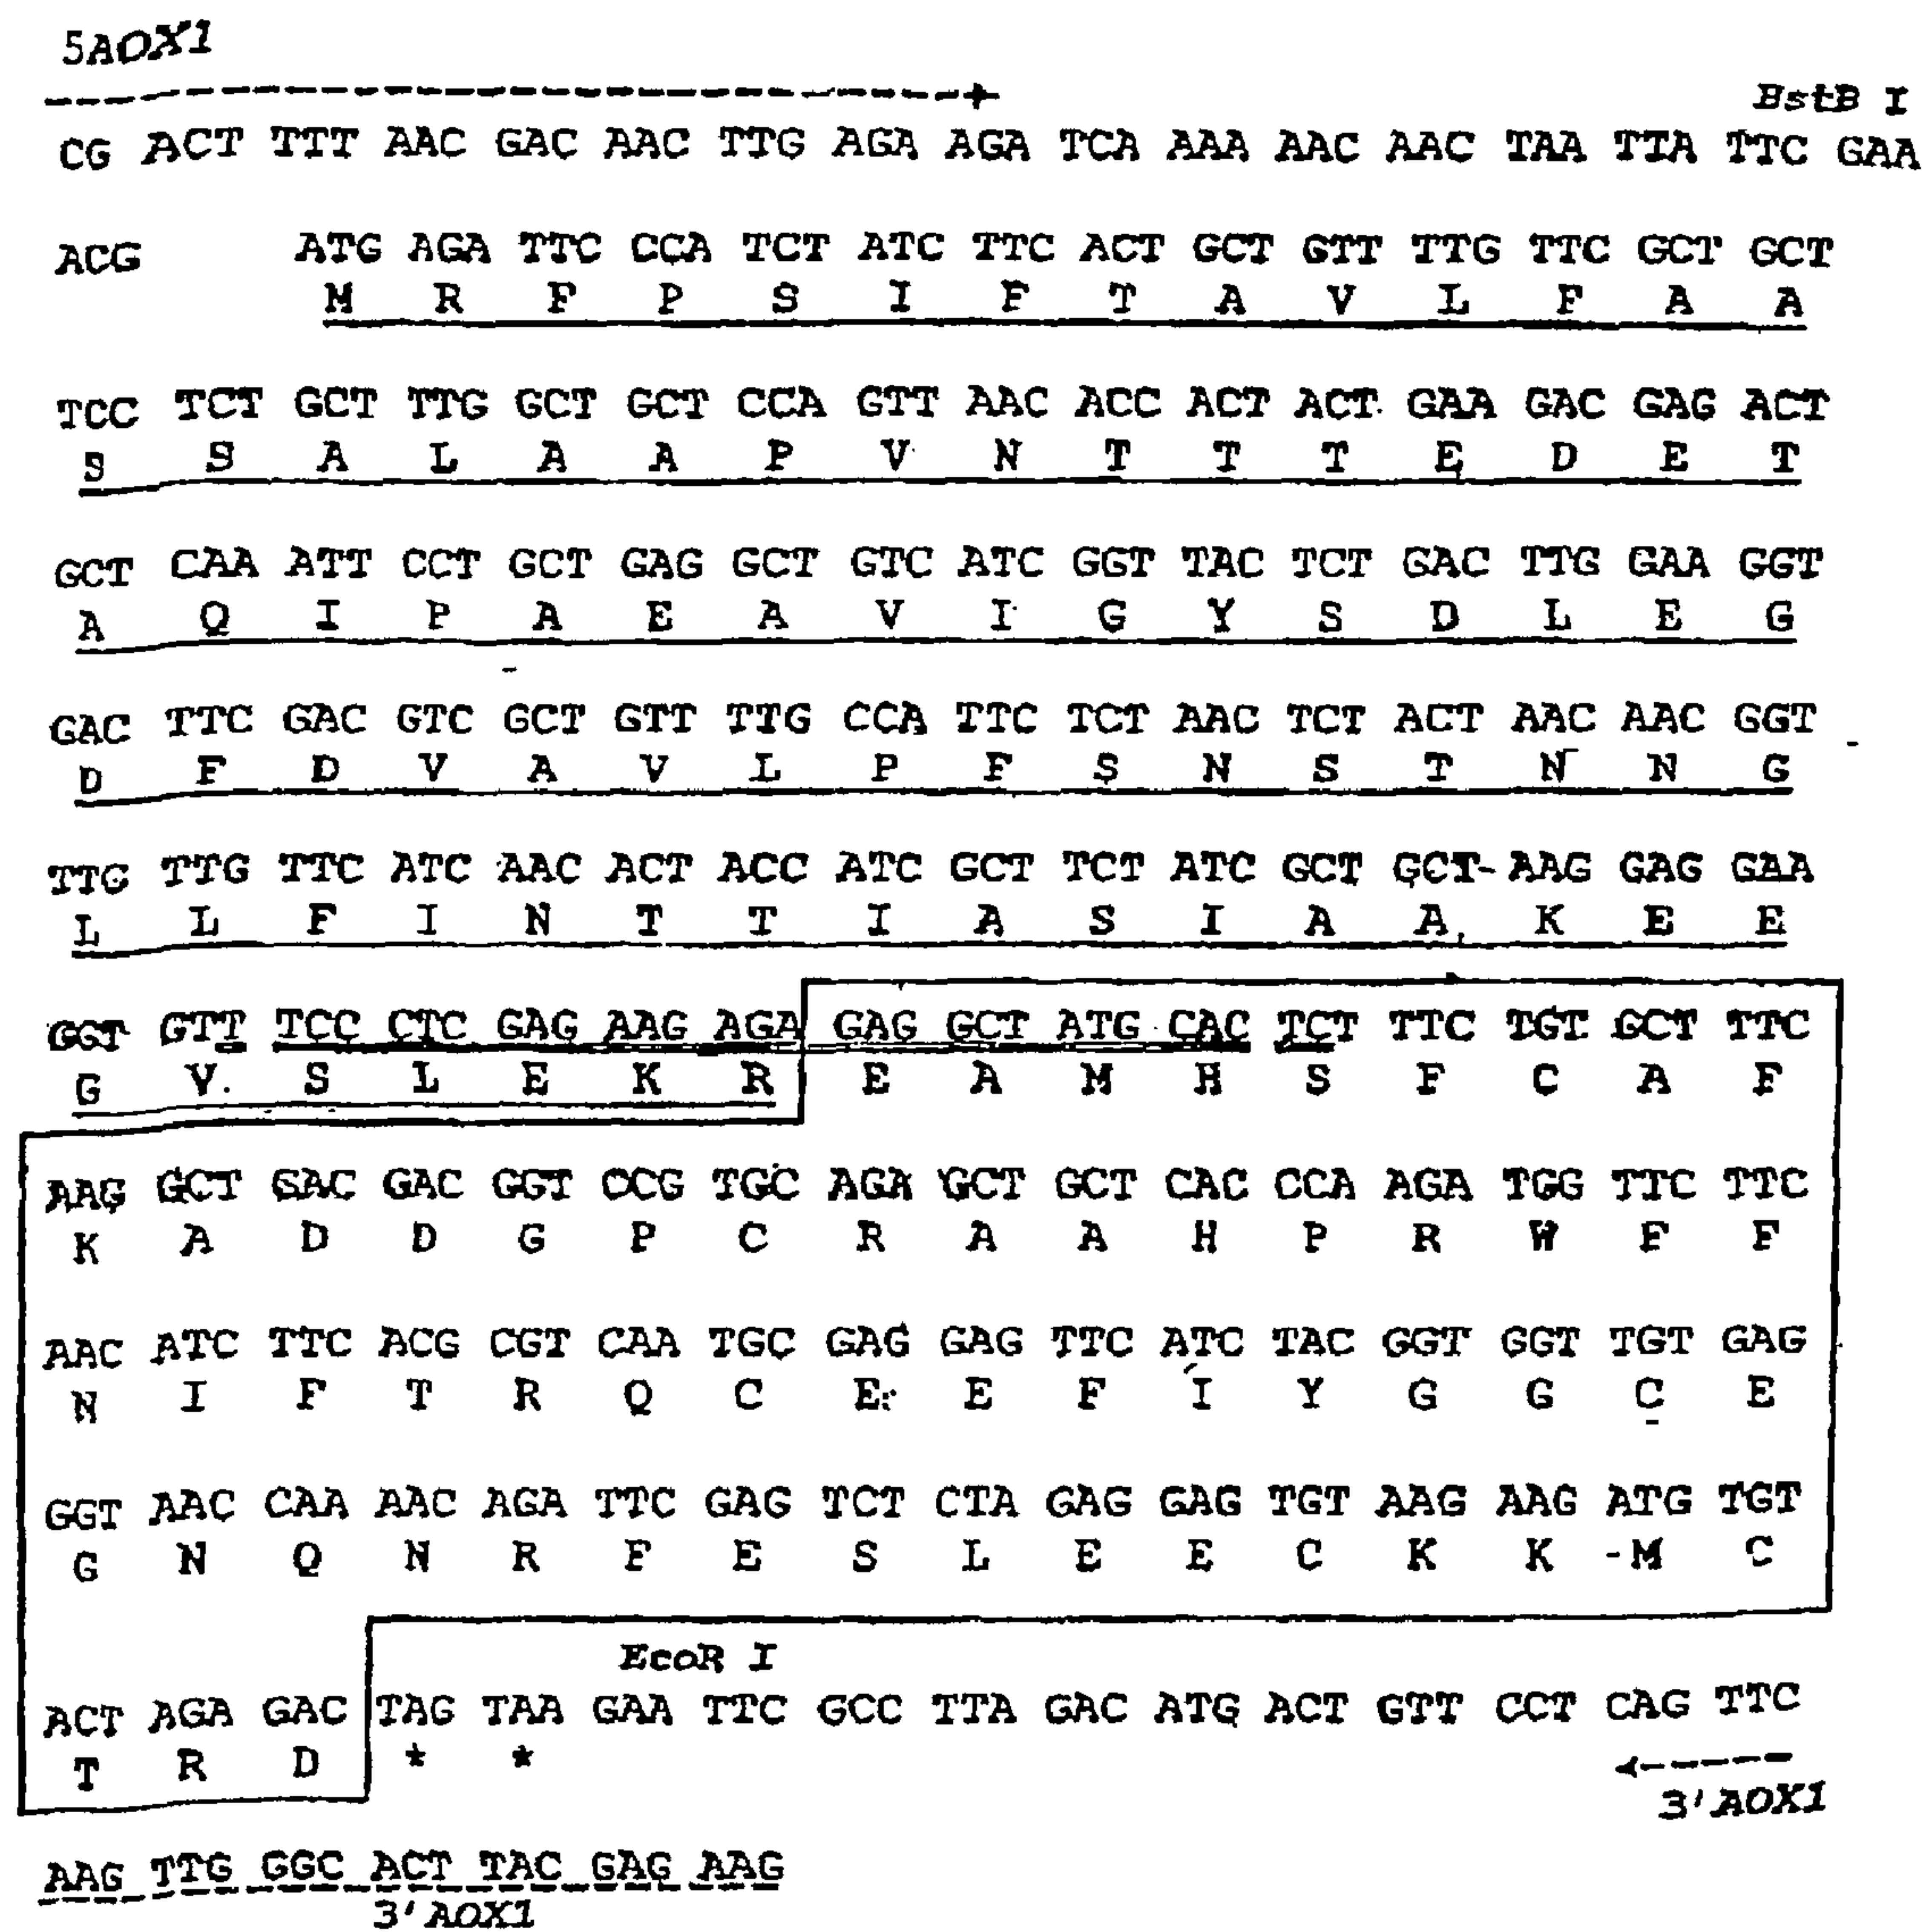 5AOX1
BstB I
CG ACT TTT AAC GAC AAC TTG AGA AGA TCA AAA AAC AAC TAA TTA TTC GAA
ACG ATG AGA TTC CCA TCT ATC TTC ACT GCT GTT TTG TTC GCT GCT
M R F P S I F T A V L F A A
TCC TCT GCT TTG GCT GCT CCA GTT AAC ACC ACT ACT GAA GAC GAG ACT
S S A L A A P V N T T T E D E T
GCT CAA ATT CCT GCT GAG GCT GTC ATC GGT TAC TCT GAC TTG GAA GGT
A Q I P A E A V I G Y S D L E G
GAC TTC GAC GTC GCT GTT TTG CCA TTC TCT AAC TCT ACT AAC AAC GGT
D F D V A V L P F S N S T N N G
TTG TTG TTC ATC AAC ACT ACC ATC GCT TCT ATC GCT GCT AAG GAG GAA
L L F I N T T I A S I A A K E E
GGT GTT TCC CTC GAG AAG AGA GAG GCT ATG CAC TCT TTC TGT GCT TTC
G V S L E K R E A M H S F C A F
AAG GCT GAC GAC GGT CCG TGC AGA GCT GCT CAC CCA AGA TGG TTC TTC
K A D D G P C R A A H P R W F F
AAC ATC TTC ACG CGT CAA TGC GAG GAG TTC ATC TAC GGT GGT TGT GAG
N I F T R Q C E E F I Y G G C E
GGT AAC CAA AAC AGA TTC GAG TCT CTA GAG GAG TGT AAG AAG ATG TGT
G N Q N R F E S L E E C K K M C
EcoR I
ACT AGA GAC TAG TAA GAA TTC GCC TTA GAC ATG ACT GTT CCT CAG TTC
T R D * *
3'AOX1
AAG TTG GGC ACT TAC GAG AAG
3'AOX1